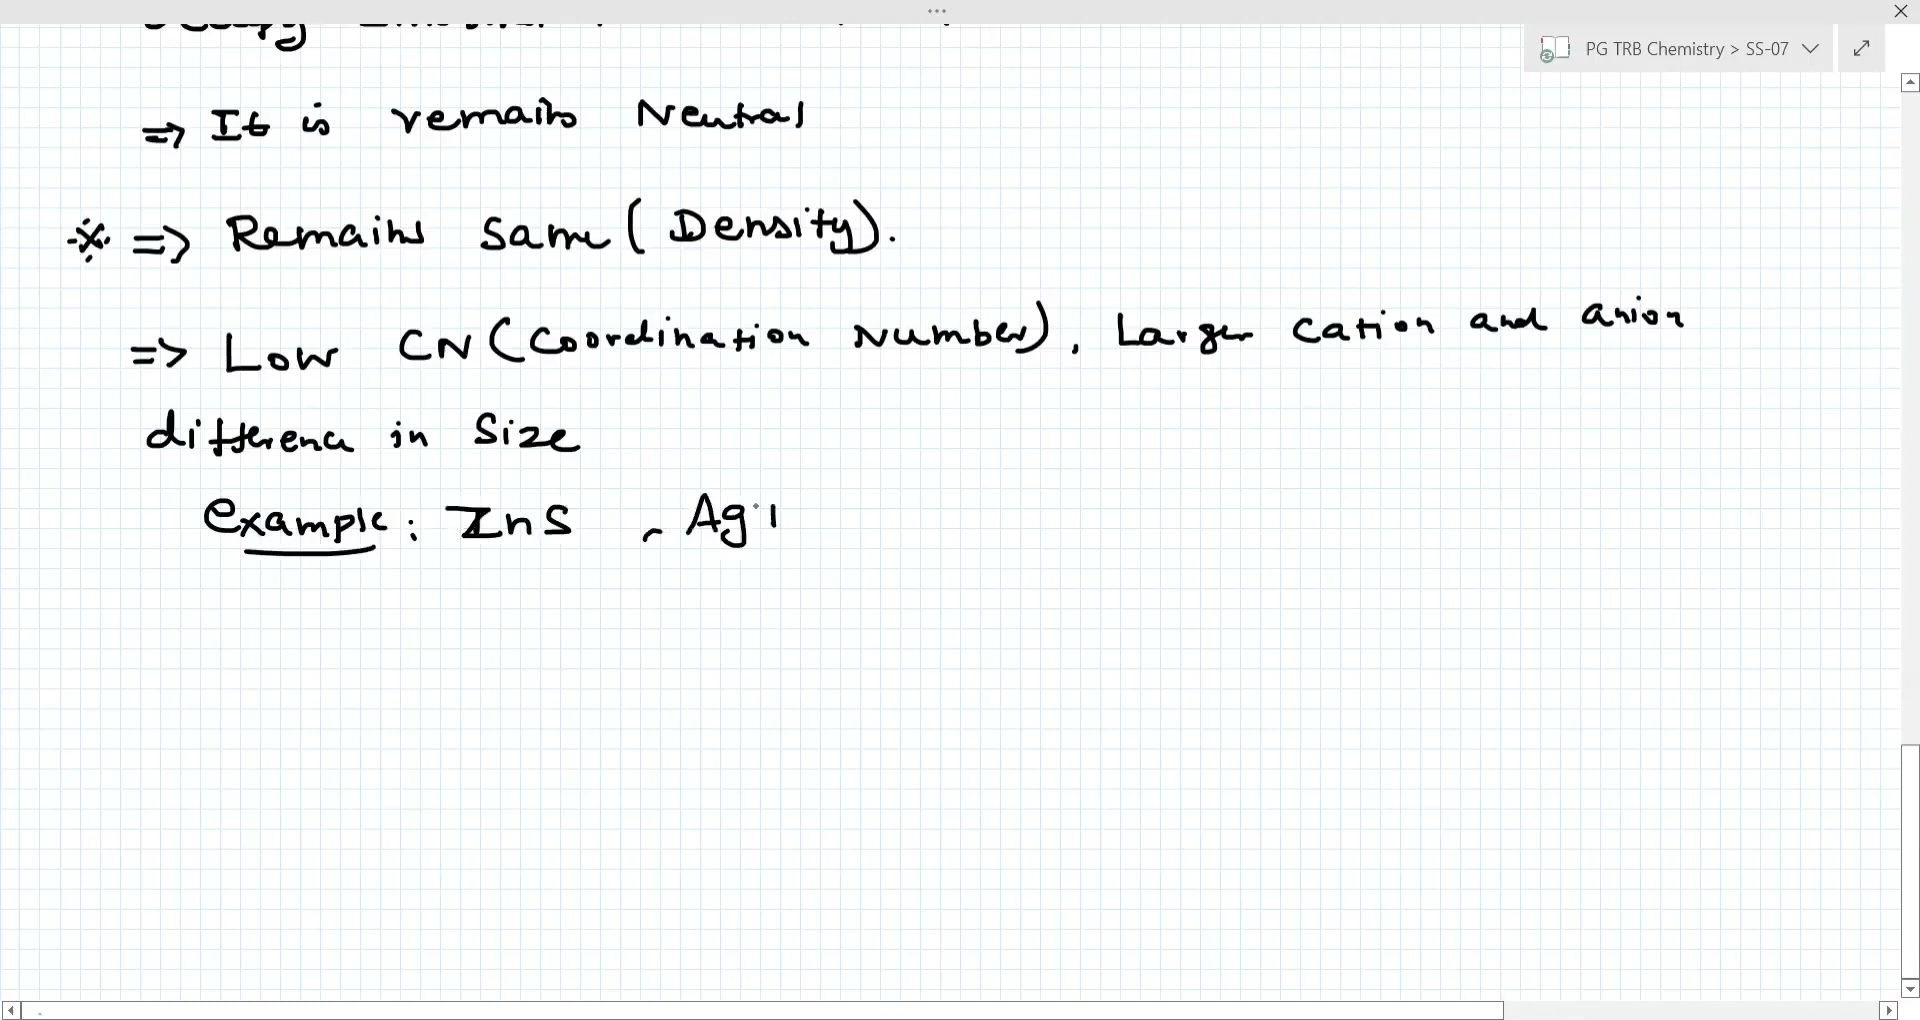 PG TRB Chemistry > SS-07
⇒ It is remains Neutral
※ ⇒ Remains Same (Density).
⇒ Low CN (Coordination Number), Larger cation and anion
difference in Size
example: ZnS , AgI